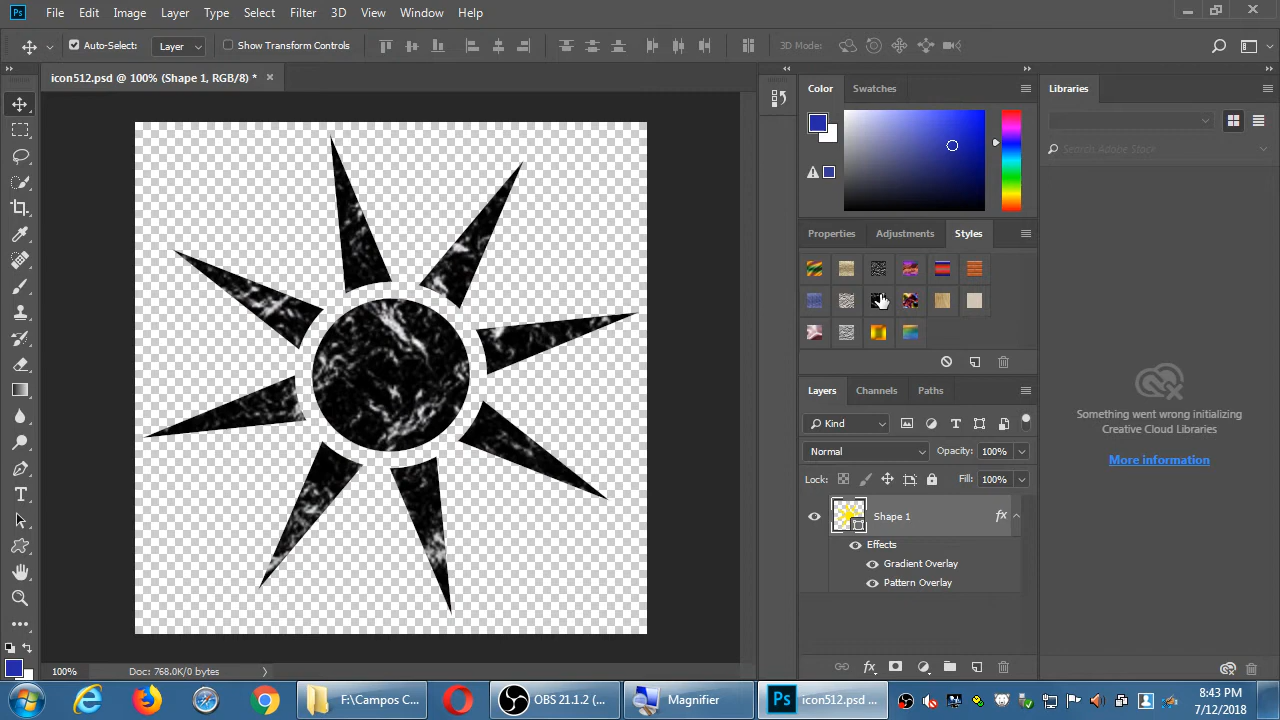 Ps File Edit Image Layer Type Select Filter 3D View Window Help
Auto-Select: Layer Show Transform Controls 3D Mode:
icon512.psd @ 100% (Shape 1, RGB/8) *
Color Swatches
Libraries
Search Adobe Stock
Properties Adjustments Styles
Layers Channels Paths
Kind
Normal Opacity: 100%
Lock: Fill: 100%
Shape 1 fx
Effects
Gradient Overlay
Pattern Overlay
fx
Something went wrong initializing
Creative Cloud Libraries
More information
100% Doc: 768.0K/0 bytes
F:\Campos C...
OBS 21.1.2 (...
Magnifier
Ps icon512.psd ...
8:43 PM
7/12/2018